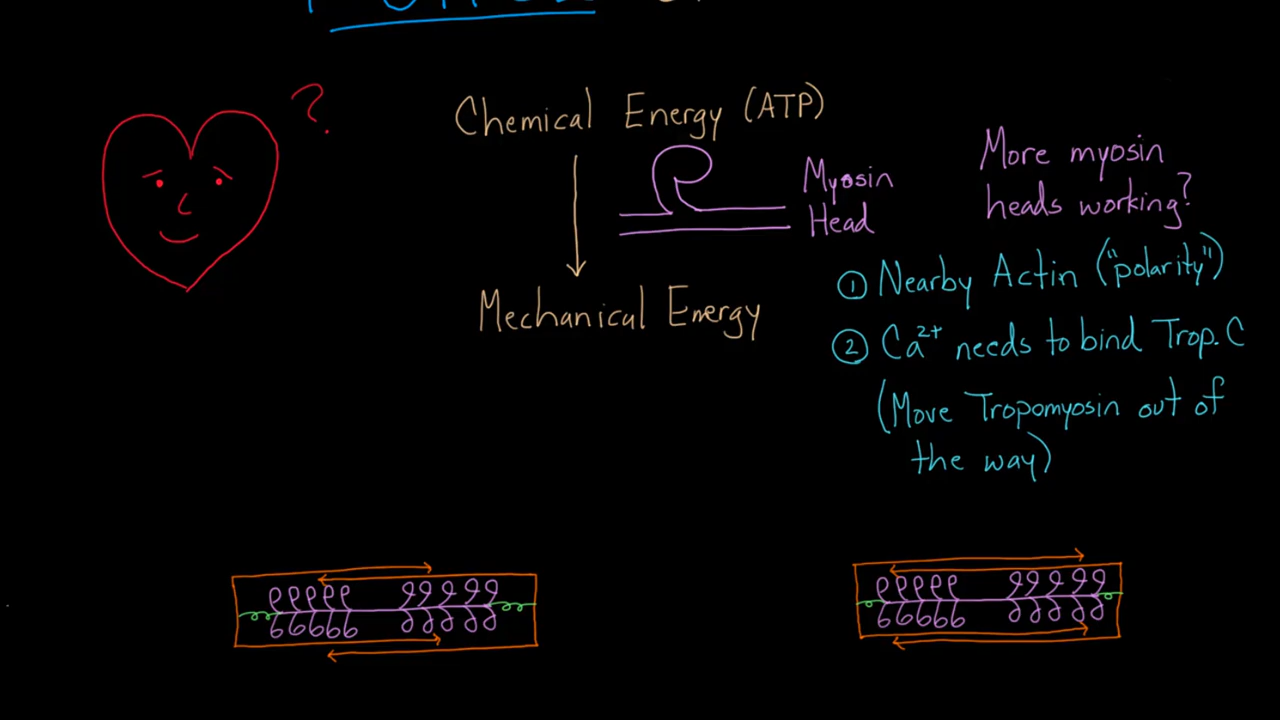 ?
Chemical Energy (ATP)
Myosin
Head
Mechanical Energy
More myosin
heads working?
① Nearby Actin ("polarity")
② Ca²⁺ needs to bind Trop. C
(Move Tropomyosin out of
the way)